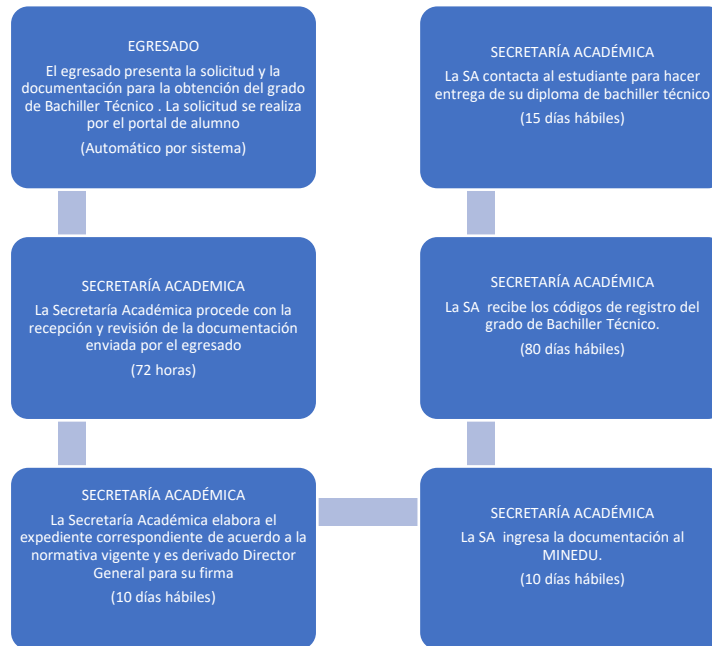 EGRESADO
El egresado presenta la solicitud y la
documentación para la obtención del grado
de Bachiller Técnico . La solicitud se realiza
por el portal de alumno
(Automático por sistema)
SECRETARÍA ACADEMICA
La Secretaría Académica procede con la
recepción y revisión de la documentación
enviada por el egresado
(72 horas)
SECRETARÍA ACADÉMICA
La Secretaría Académica elabora el
expediente correspondiente de acuerdo a la
normativa vigente y es derivado Director
General para su firma
(10 días hábiles)
SECRETARÍA ACADÉMICA
La SA ingresa la documentación al
MINEDU.
(10 días hábiles)
SECRETARÍA ACADÉMICA
La SA recibe los códigos de registro del
grado de Bachiller Técnico.
(80 días hábiles)
SECRETARÍA ACADÉMICA
La SA contacta al estudiante para hacer
entrega de su diploma de bachiller técnico
(15 días hábiles)